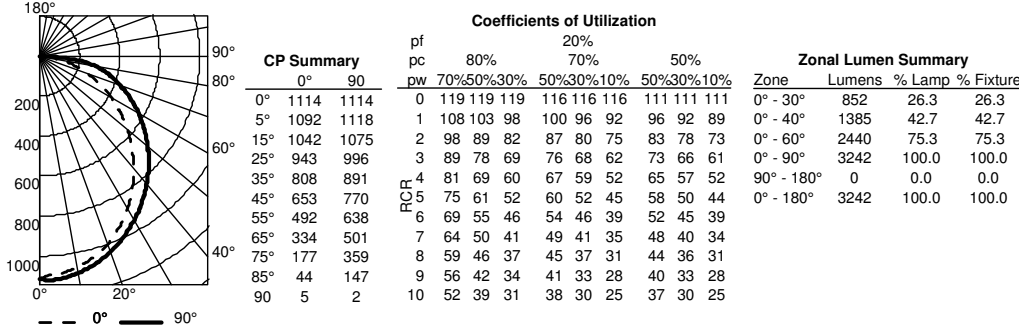 180°
90°
80°
60°
40°
200
400
600
800
1000
0° 20°
0° 90°
CP Summary
0° 90
0° 1114 1114
5° 1092 1118
15° 1042 1075
25° 943 996
35° 808 891
45° 653 770
55° 492 638
65° 334 501
75° 177 359
85° 44 147
90 5 2
Coefficients of Utilization
pf 20%
pc 80% 70% 50%
pw 70%50%30% 50%30%10% 50%30%10%
RCR
0 119 119 119 116 116 116 111 111 111
1 108 103 98 100 96 92 96 92 89
2 98 89 82 87 80 75 83 78 73
3 89 78 69 76 68 62 73 66 61
4 81 69 60 67 59 52 65 57 52
5 75 61 52 60 52 45 58 50 44
6 69 55 46 54 46 39 52 45 39
7 64 50 41 49 41 35 48 40 34
8 59 46 37 45 37 31 44 36 31
9 56 42 34 41 33 28 40 33 28
10 52 39 31 38 30 25 37 30 25
Zonal Lumen Summary
Zone Lumens % Lamp % Fixture
0° - 30° 852 26.3 26.3
0° - 40° 1385 42.7 42.7
0° - 60° 2440 75.3 75.3
0° - 90° 3242 100.0 100.0
90° - 180° 0 0.0 0.0
0° - 180° 3242 100.0 100.0